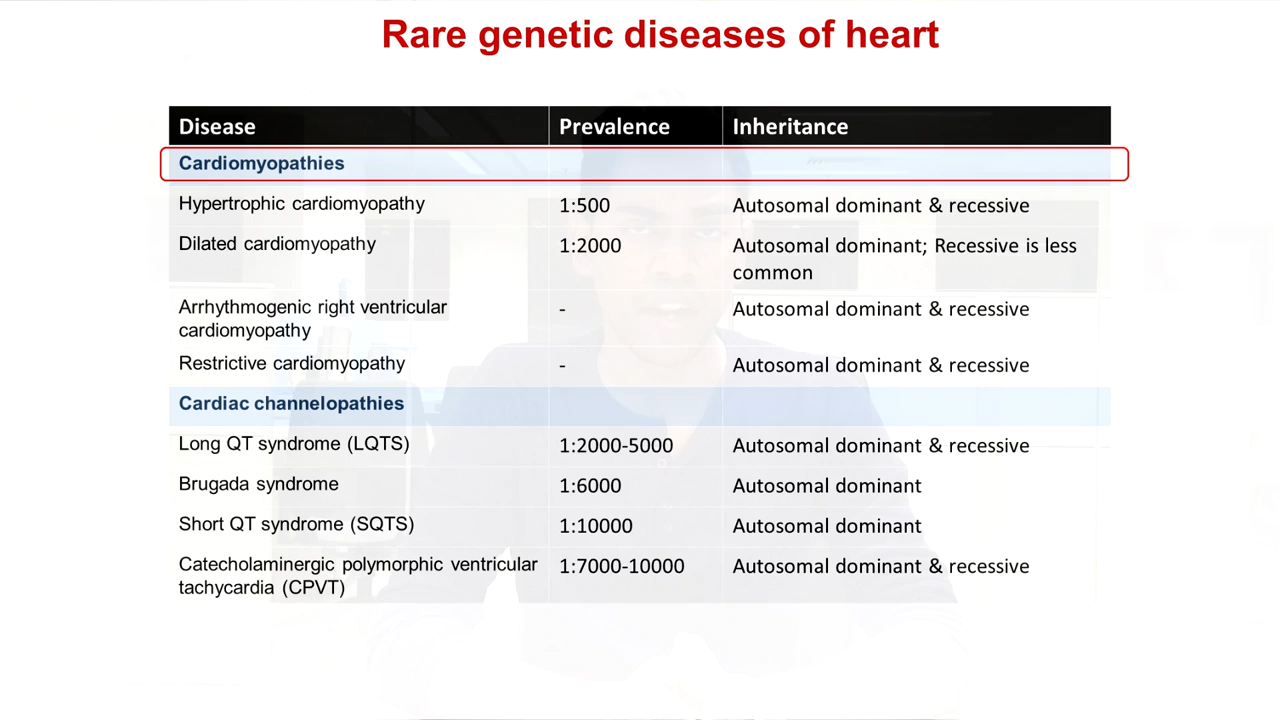 Rare genetic diseases of heart
Disease Prevalence Inheritance
Cardiomyopathies
Hypertrophic cardiomyopathy 1:500 Autosomal dominant & recessive
Dilated cardiomyopathy 1:2000 Autosomal dominant; Recessive is less
common
Arrhythmogenic right ventricular
cardiomyopathy - Autosomal dominant & recessive
Restrictive cardiomyopathy - Autosomal dominant & recessive
Cardiac channelopathies
Long QT syndrome (LQTS) 1:2000-5000 Autosomal dominant & recessive
Brugada syndrome 1:6000 Autosomal dominant
Short QT syndrome (SQTS) 1:10000 Autosomal dominant
Catecholaminergic polymorphic ventricular
tachycardia (CPVT) 1:7000-10000 Autosomal dominant & recessive